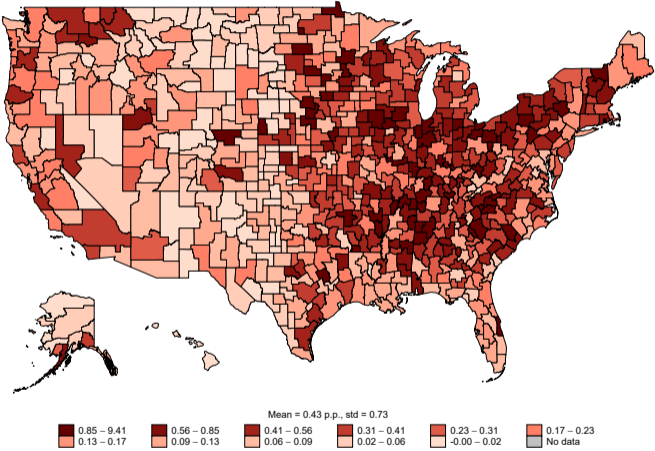 Mean = 0.43 p.p., std = 0.73
0.85 – 9.41 0.56 – 0.85 0.41 – 0.56 0.31 – 0.41 0.23 – 0.31 0.17 – 0.23
0.13 – 0.17 0.09 – 0.13 0.06 – 0.09 0.02 – 0.06 -0.00 – 0.02 No data